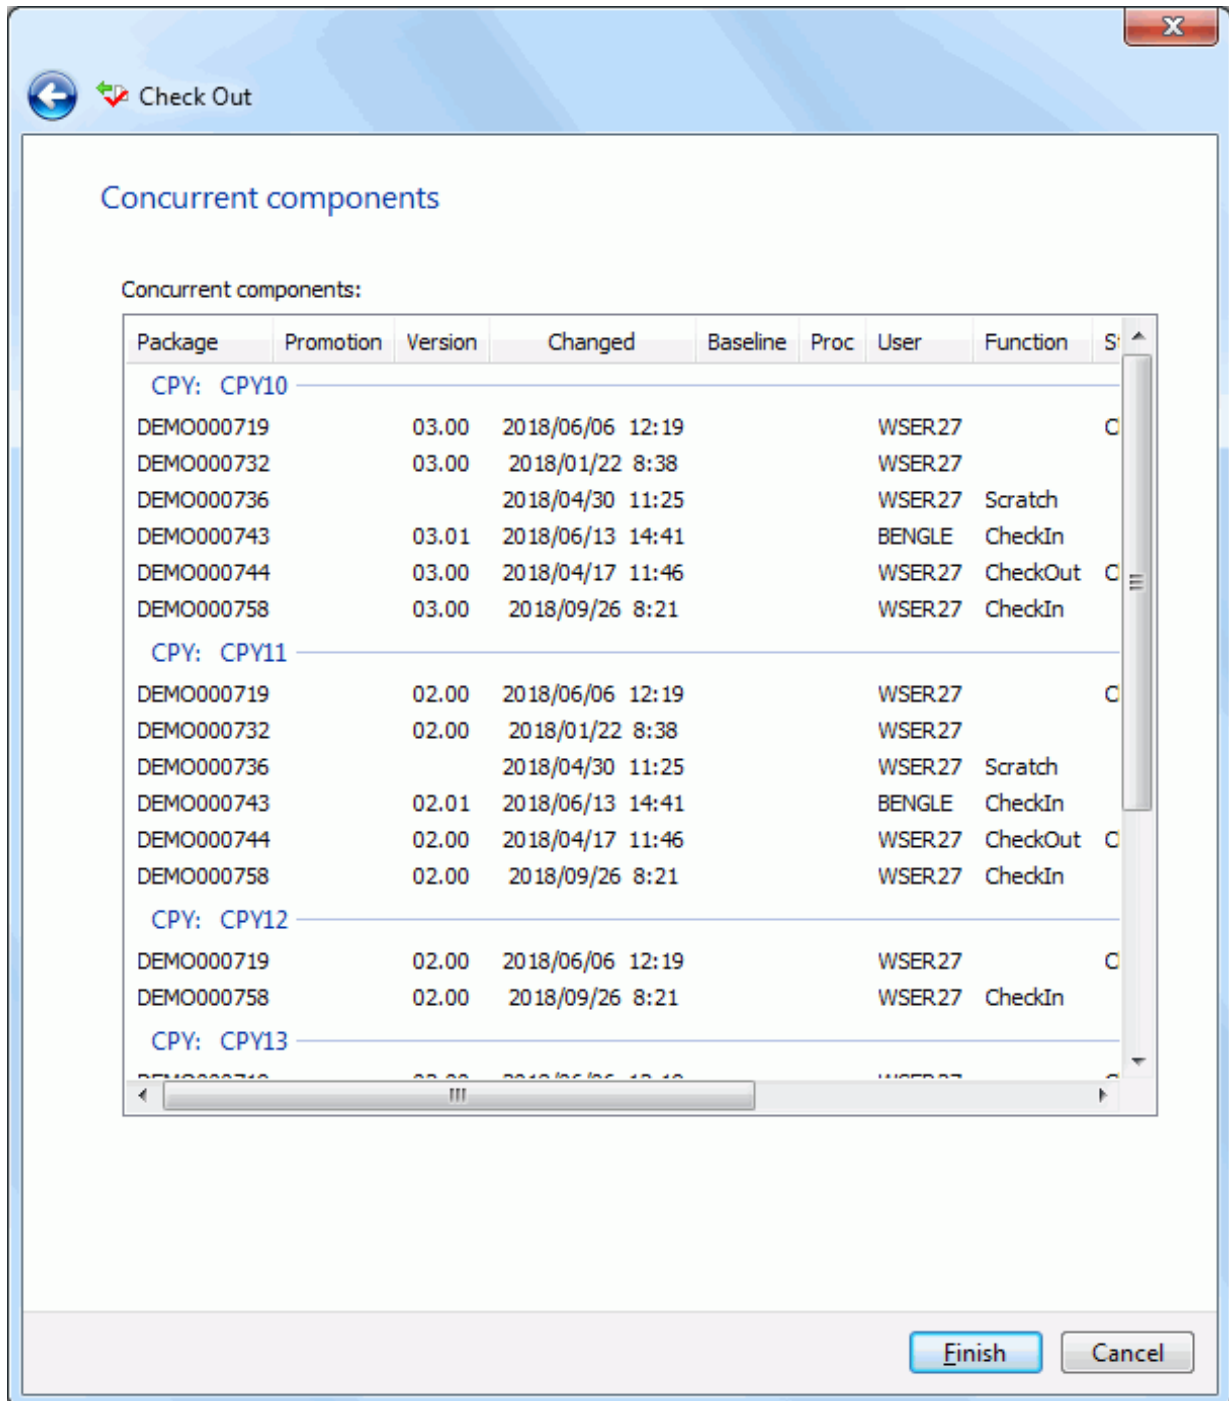 Check Out
Concurrent components
Concurrent components:
Package Promotion Version Changed Baseline Proc User Function
CPY: CPY10
DEMO000719 03.00 2018/06/06 12:19 WSER27
DEMO000732 03.00 2018/01/22 8:38 WSER27
DEMO000736 2018/04/30 11:25 WSER27 Scratch
DEMO000743 03.01 2018/06/13 14:41 BENGLE CheckIn
DEMO000744 03.00 2018/04/17 11:46 WSER27 CheckOut
DEMO000758 03.00 2018/09/26 8:21 WSER27 CheckIn
CPY: CPY11
DEMO000719 02.00 2018/06/06 12:19 WSER27
DEMO000732 02.00 2018/01/22 8:38 WSER27
DEMO000736 2018/04/30 11:25 WSER27 Scratch
DEMO000743 02.01 2018/06/13 14:41 BENGLE CheckIn
DEMO000744 02.00 2018/04/17 11:46 WSER27 CheckOut
DEMO000758 02.00 2018/09/26 8:21 WSER27 CheckIn
CPY: CPY12
DEMO000719 02.00 2018/06/06 12:19 WSER27
DEMO000758 02.00 2018/09/26 8:21 WSER27 CheckIn
CPY: CPY13
Finish Cancel